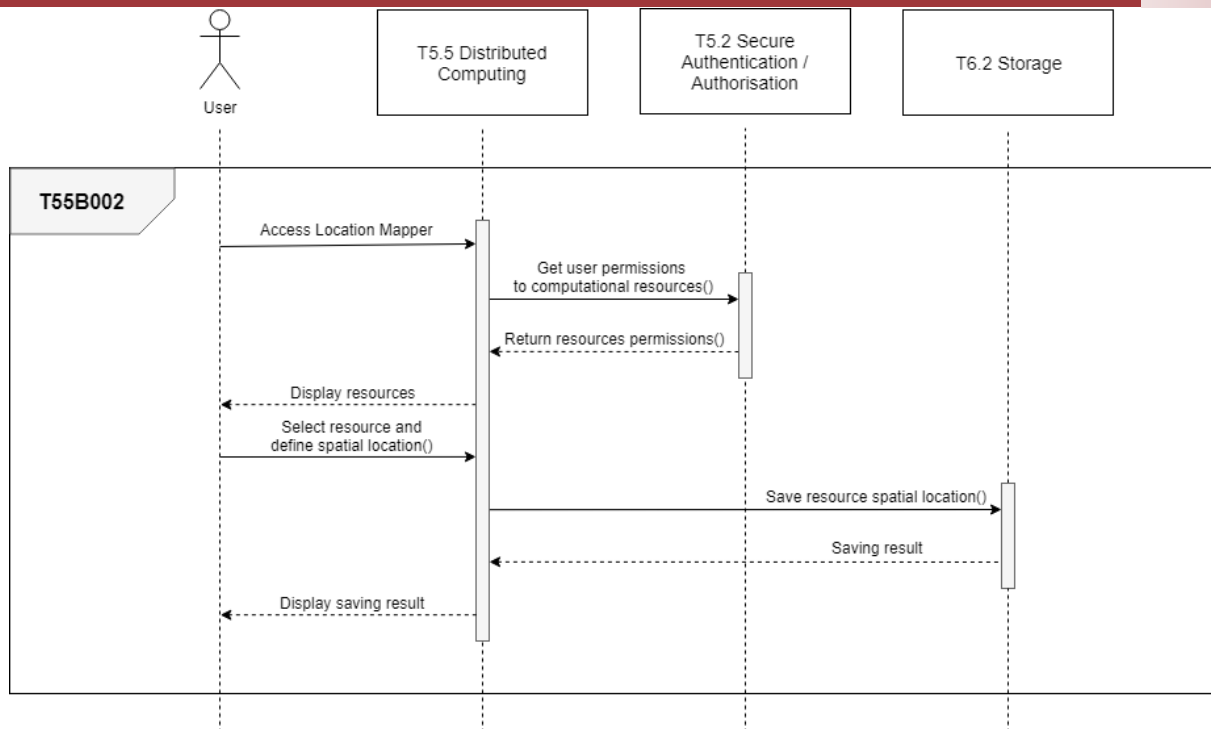 User
T5.5 Distributed
Computing
T5.2 Secure
Authentication /
Authorisation
T6.2 Storage
T55B002
Access Location Mapper
Get user permissions
to computational resources()
Return resources permissions()
Display resources
Select resource and
define spatial location()
Save resource spatial location()
Saving result
Display saving result